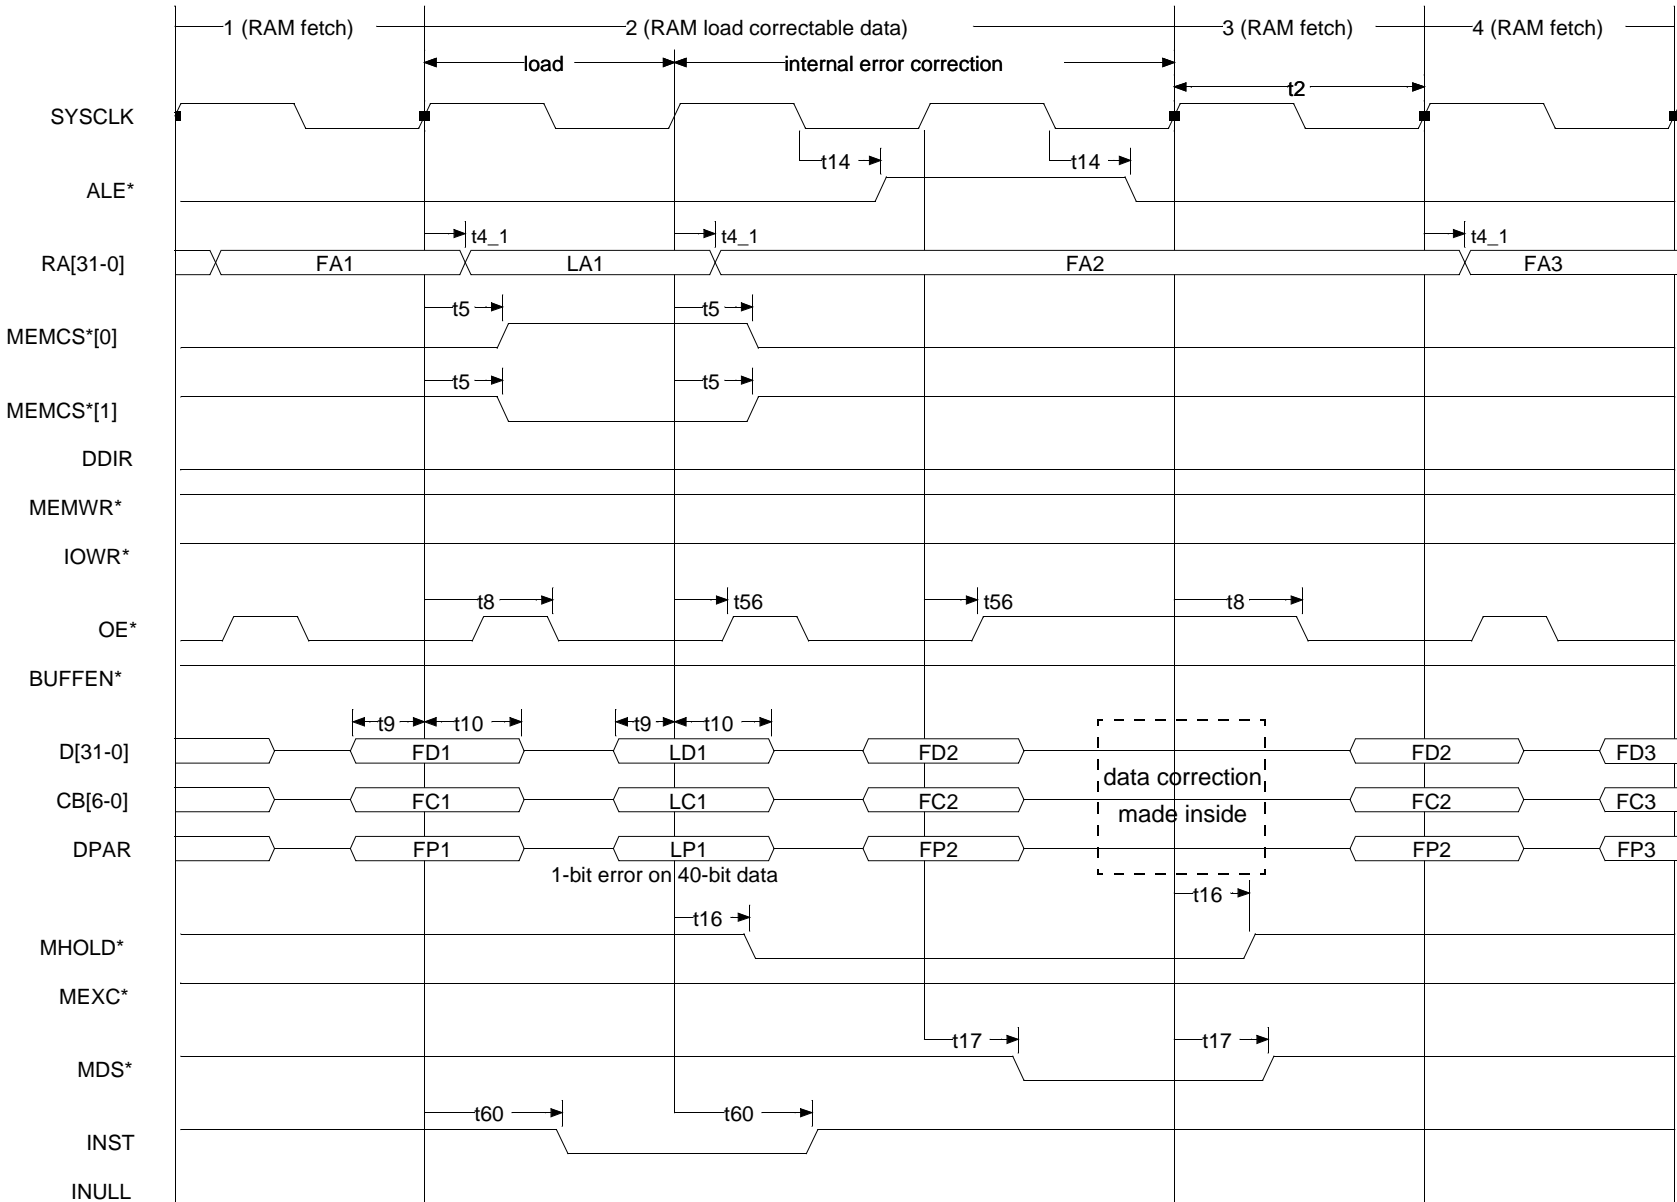 1 (RAM fetch) 2 (RAM load correctable data) 3 (RAM fetch) 4 (RAM fetch)
load internal error correction
t2
SYSCLK
t14 t14
ALE*
t4_1 t4_1 t4_1
RA[31-0] FA1 LA1 FA2 FA3
t5 t5
MEMCS*[0]
t5 t5
MEMCS*[1]
DDIR
MEMWR*
IOWR*
t8 t56 t56 t8
OE*
BUFFEN*
t9 t10 t9 t10
D[31-0] FD1 LD1 FD2 FD2 FD3
data correction
CB[6-0] FC1 LC1 FC2 FC2 FC3
made inside
DPAR FP1 LP1 FP2 FP2 FP3
1-bit error on 40-bit data
t16
t16
MHOLD*
MEXC*
t17 t17
MDS*
t60 t60
INST
INULL